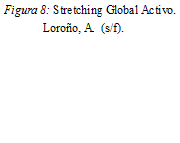 Figura 8: Stretching Global Activo.
Loroño, A. (s/f).